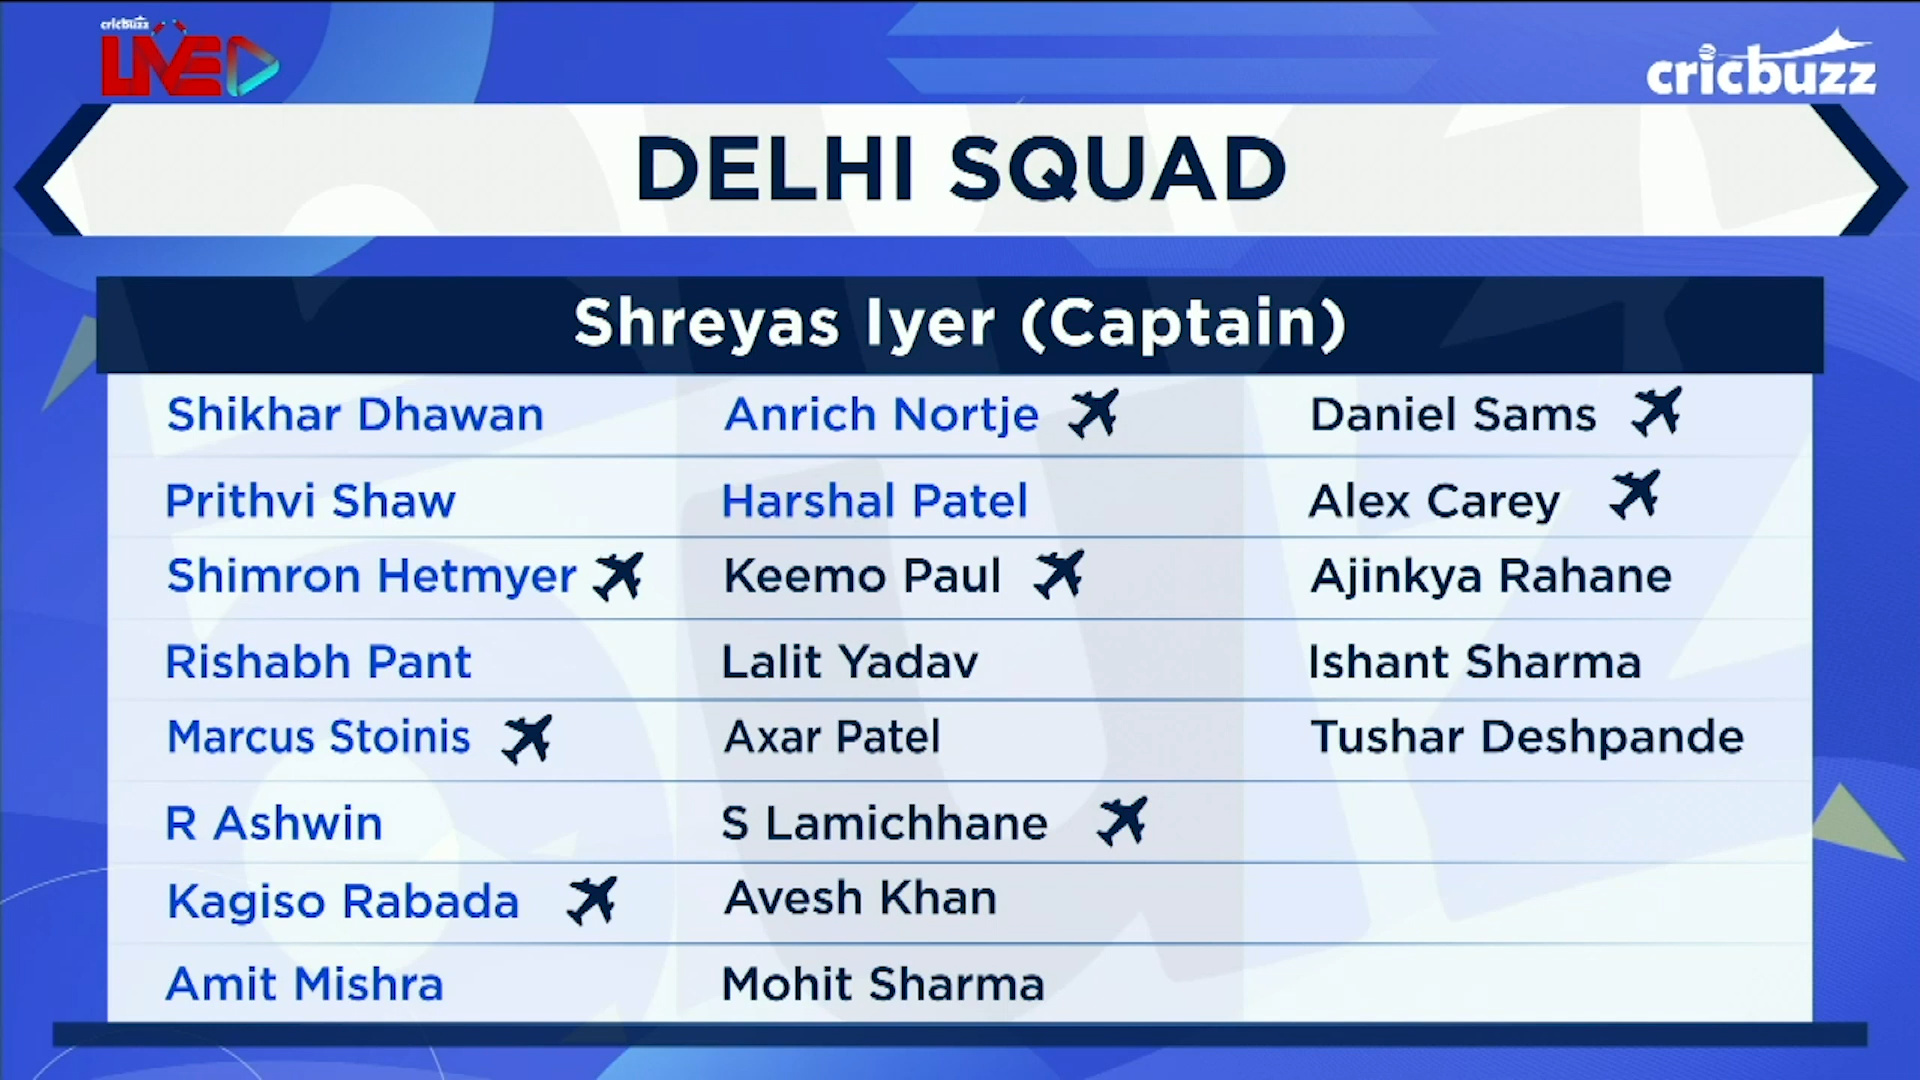 cricbuzz
LIVE
cricbuzz
DELHI SQUAD
Shreyas Iyer (Captain)
Shikhar Dhawan
Prithvi Shaw
Shimron Hetmyer
Rishabh Pant
Marcus Stoinis
R Ashwin
Kagiso Rabada
Amit Mishra
Anrich Nortje
Harshal Patel
Keemo Paul
Lalit Yadav
Axar Patel
S Lamichhane
Avesh Khan
Mohit Sharma
Daniel Sams
Alex Carey
Ajinkya Rahane
Ishant Sharma
Tushar Deshpande